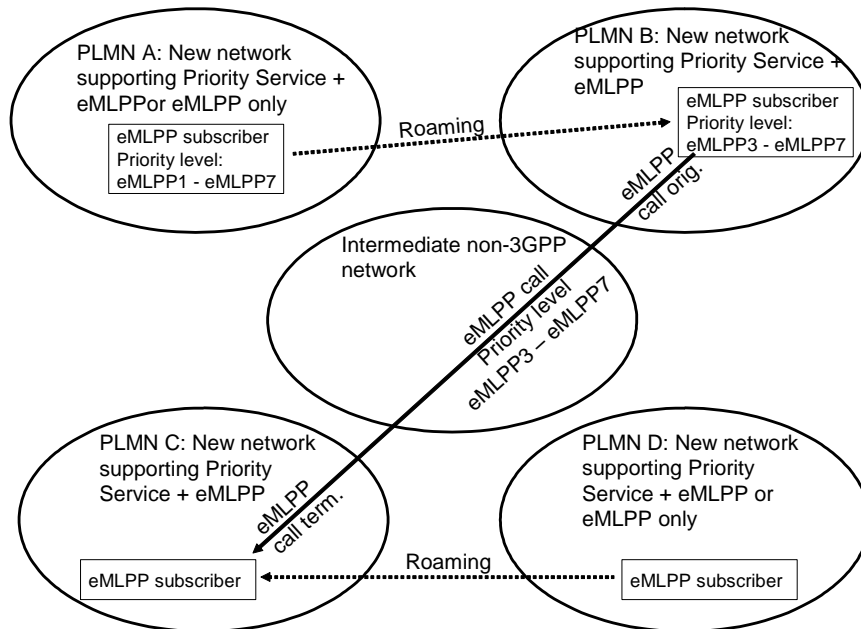 PLMN A: New network
supporting Priority Service +
eMLPPor eMLPP only
eMLPP subscriber
Priority level:
eMLPP1 - eMLPP7
Roaming
PLMN B: New network
supporting Priority Service +
eMLPP
eMLPP subscriber
Priority level:
eMLPP3 - eMLPP7
eMLPP
call orig.
Intermediate non-3GPP
network
eMLPP call
Priority level
eMLPP3 – eMLPP7
PLMN C: New network
supporting Priority
Service + eMLPP
eMLPP
call term.
eMLPP subscriber
Roaming
PLMN D: New network
supporting Priority
Service + eMLPP or
eMLPP only
eMLPP subscriber